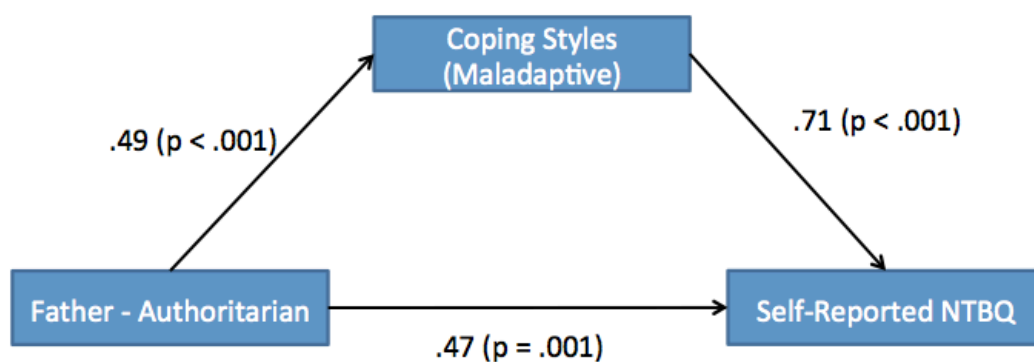 Coping Styles
(Maladaptive)
.49 (p < .001)
.71 (p < .001)
Father - Authoritarian
Self-Reported NTBQ
.47 (p = .001)